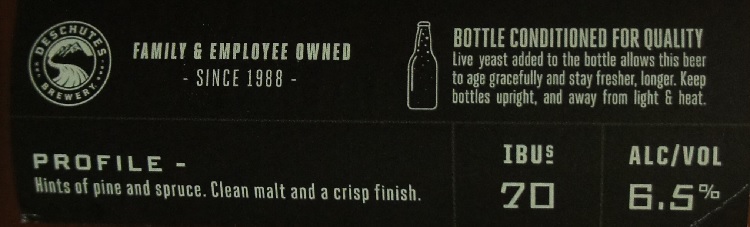 DESCHUTES
BREWERY
FAMILY & EMPLOYEE OWNED
- SINCE 1988 -
BOTTLE CONDITIONED FOR QUALITY
Live yeast added to the bottle allows this beer
to age gracefully and stay fresher, longer. Keep
bottles upright, and away from light & heat.
PROFILE -
Hints of pine and spruce. Clean malt and a crisp finish.
IBUs
70
ALC/VOL
6.5%